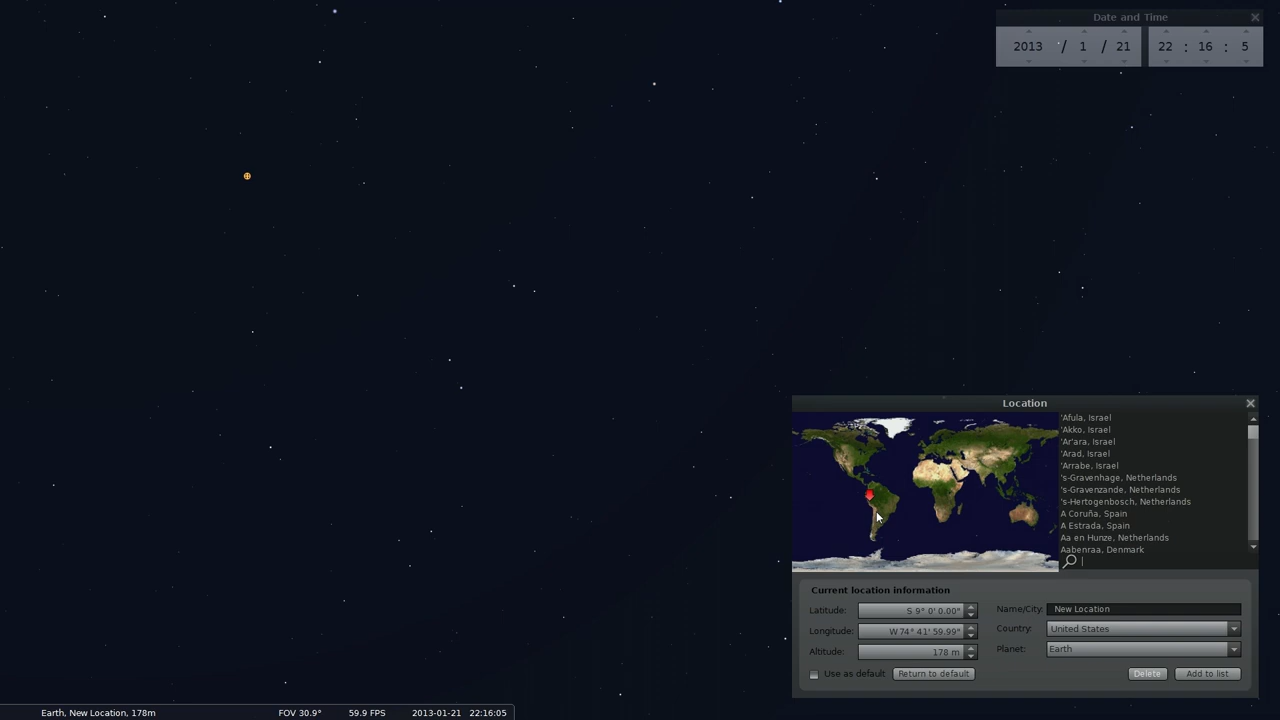 Date and Time
2013 / 1 / 21 22 : 16 : 5
Location
'Afula, Israel
'Akko, Israel
'Ar'ara, Israel
'Arad, Israel
'Arrabe, Israel
's-Gravenhage, Netherlands
's-Gravenzande, Netherlands
's-Hertogenbosch, Netherlands
A Coruña, Spain
A Estrada, Spain
Aa en Hunze, Netherlands
Aabenraa, Denmark
Current location information
Latitude: S 9° 0' 0.00"
Longitude: W 74° 41' 59.99"
Altitude: 178 m
Use as default Return to default
Name/City: New Location
Country: United States
Planet: Earth
Delete Add to list
Earth, New Location, 178m FOV 30.9° 59.9 FPS 2013-01-21 22:16:05